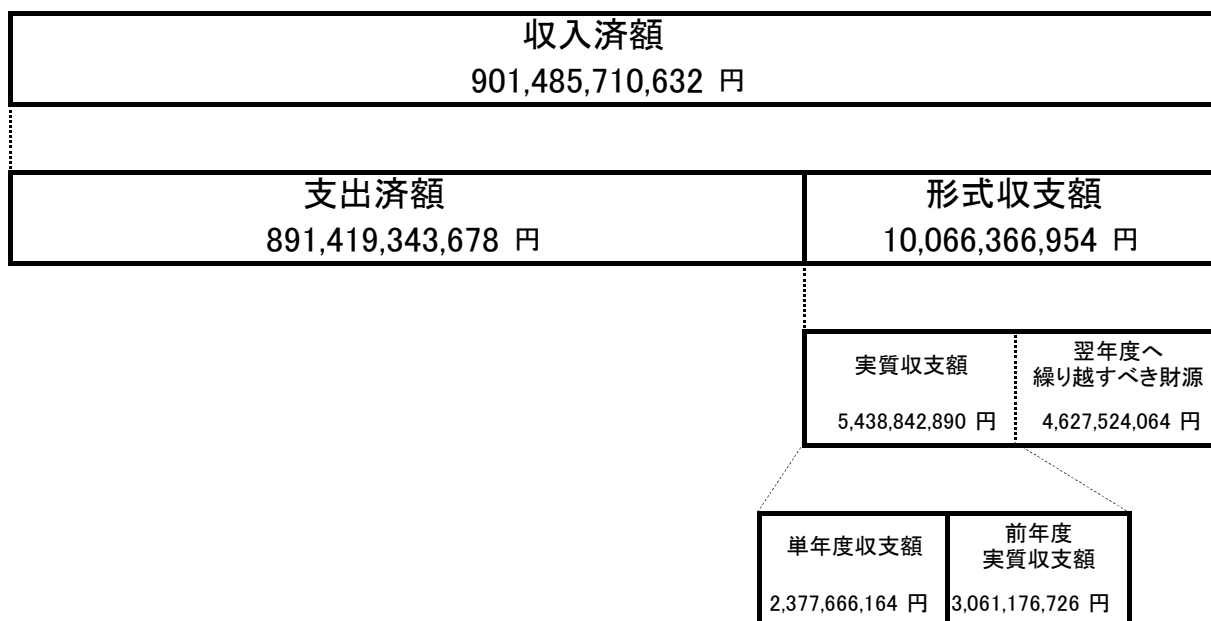 収入済額
901,485,710,632 円
支出済額
891,419,343,678 円
形式収支額
10,066,366,954 円
実質収支額
5,438,842,890 円
翌年度へ
繰り越すべき財源
4,627,524,064 円
単年度収支額
2,377,666,164 円
前年度
実質収支額
3,061,176,726 円